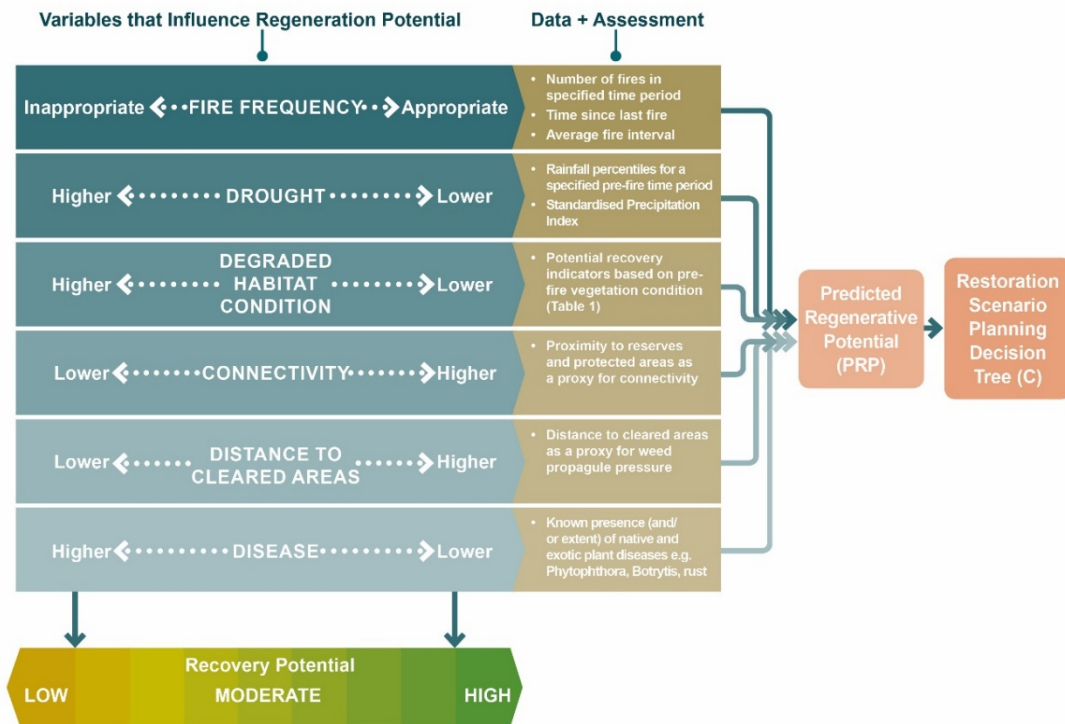 Variables that Influence Regeneration Potential
Data + Assessment
Inappropriate
FIRE FREQUENCY
Appropriate
• Number of fires in
specified time period
• Time since last fire
• Average fire interval
Higher
DROUGHT
Lower
• Rainfall percentiles for a
specified pre-fire time period
• Standardised Precipitation
Index
Higher
DEGRADED
HABITAT
CONDITION
Lower
• Potential recovery
indicators based on pre-
fire vegetation condition
(Table 1)
Lower
CONNECTIVITY
Higher
• Proximity to reserves
and protected areas as
a proxy for connectivity
Lower
DISTANCE TO
CLEARED AREAS
Higher
• Distance to cleared areas
as a proxy for weed
propagule pressure
Higher
DISEASE
Lower
• Known presence (and/
or extent) of native and
exotic plant diseases e.g.
Phytophthora, Botrytis, rust
Predicted
Regenerative
Potential
(PRP)
Restoration
Scenario
Planning
Decision
Tree (C)
Recovery Potential
LOW
MODERATE
HIGH